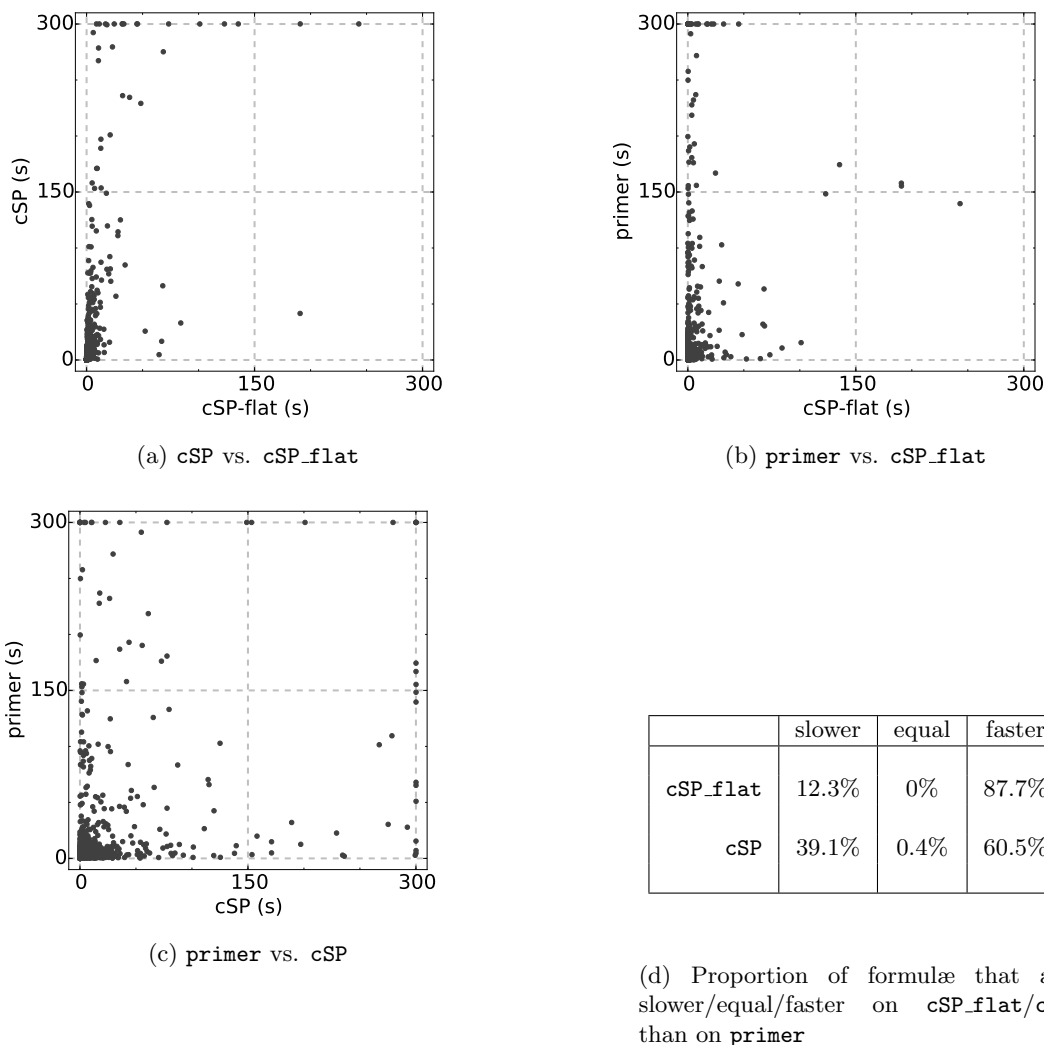 300
150
0
cSP (s)
0 150 300
cSP-flat (s)
(a) cSP vs. cSP_flat
300
150
0
primer (s)
0 150 300
cSP-flat (s)
(b) primer vs. cSP_flat
300
150
0
primer (s)
0 150 300
cSP (s)
(c) primer vs. cSP
slower equal faster
cSP_flat 12.3% 0% 87.7%
cSP 39.1% 0.4% 60.5%
(d) Proportion of formulæ that
slower/equal/faster on cSP_flat/
than on primer